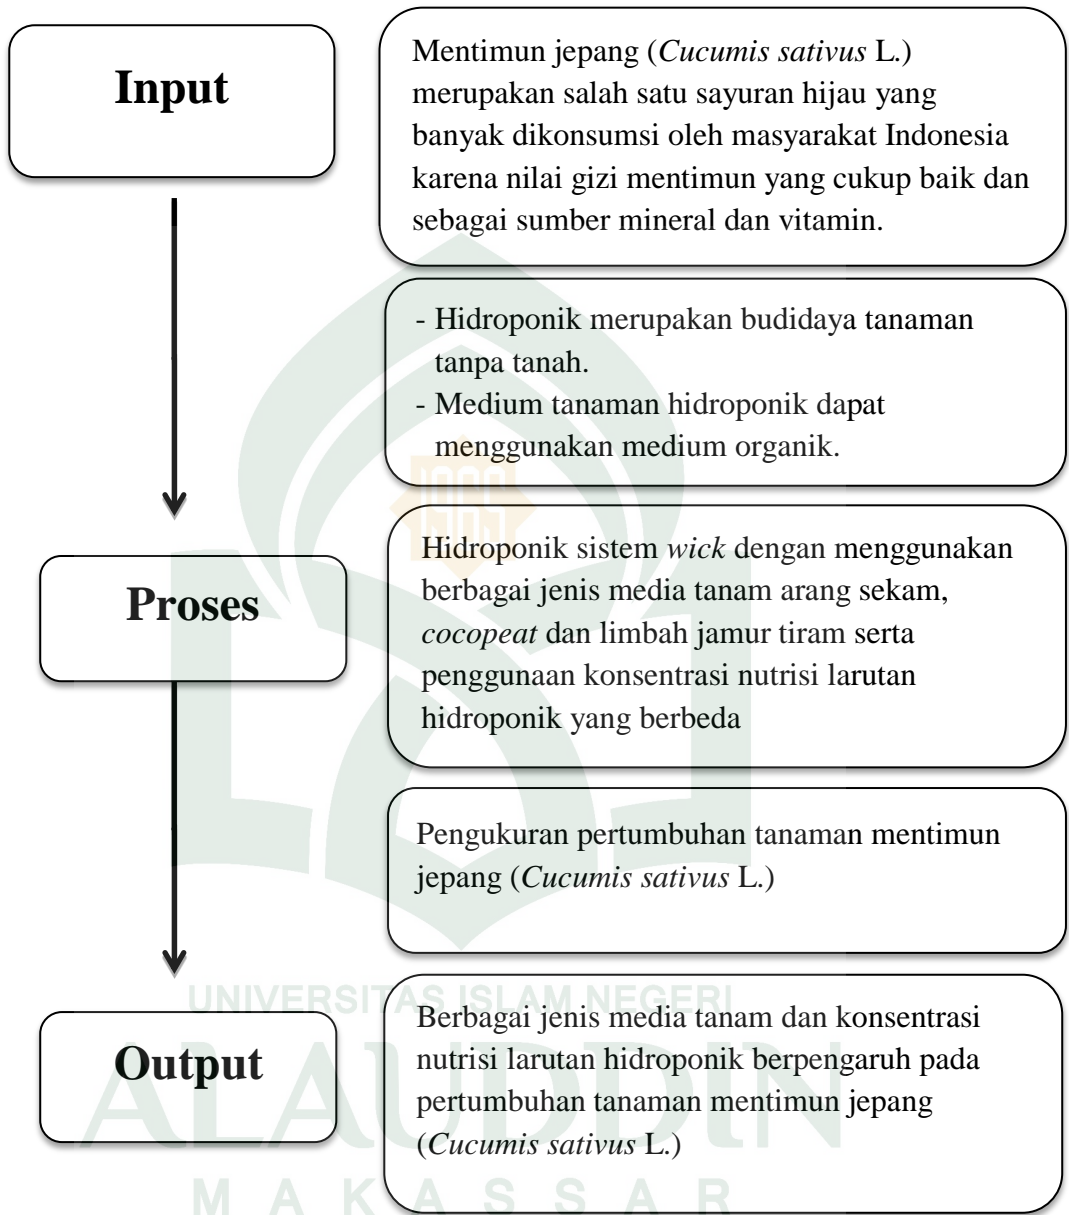 Input
Mentimun jepang (Cucumis sativus L.)
merupakan salah satu sayuran hijau yang
banyak dikonsumsi oleh masyarakat Indonesia
karena nilai gizi mentimun yang cukup baik dan
sebagai sumber mineral dan vitamin.
- Hidroponik merupakan budidaya tanaman
tanpa tanah.
- Medium tanaman hidroponik dapat
menggunakan medium organik.
1965
Proses
Hidroponik sistem wick dengan menggunakan
berbagai jenis media tanam arang sekam,
cocopeat dan limbah jamur tiram serta
penggunaan konsentrasi nutrisi larutan
hidroponik yang berbeda
Pengukuran pertumbuhan tanaman mentimun
jepang (Cucumis sativus L.)
UNIVERSITAS ISLAM NEGERI
Output
Berbagai jenis media tanam dan konsentrasi
nutrisi larutan hidroponik berpengaruh pada
pertumbuhan tanaman mentimun jepang
(Cucumis sativus L.)
ALAUDDIN
MAKASSAR